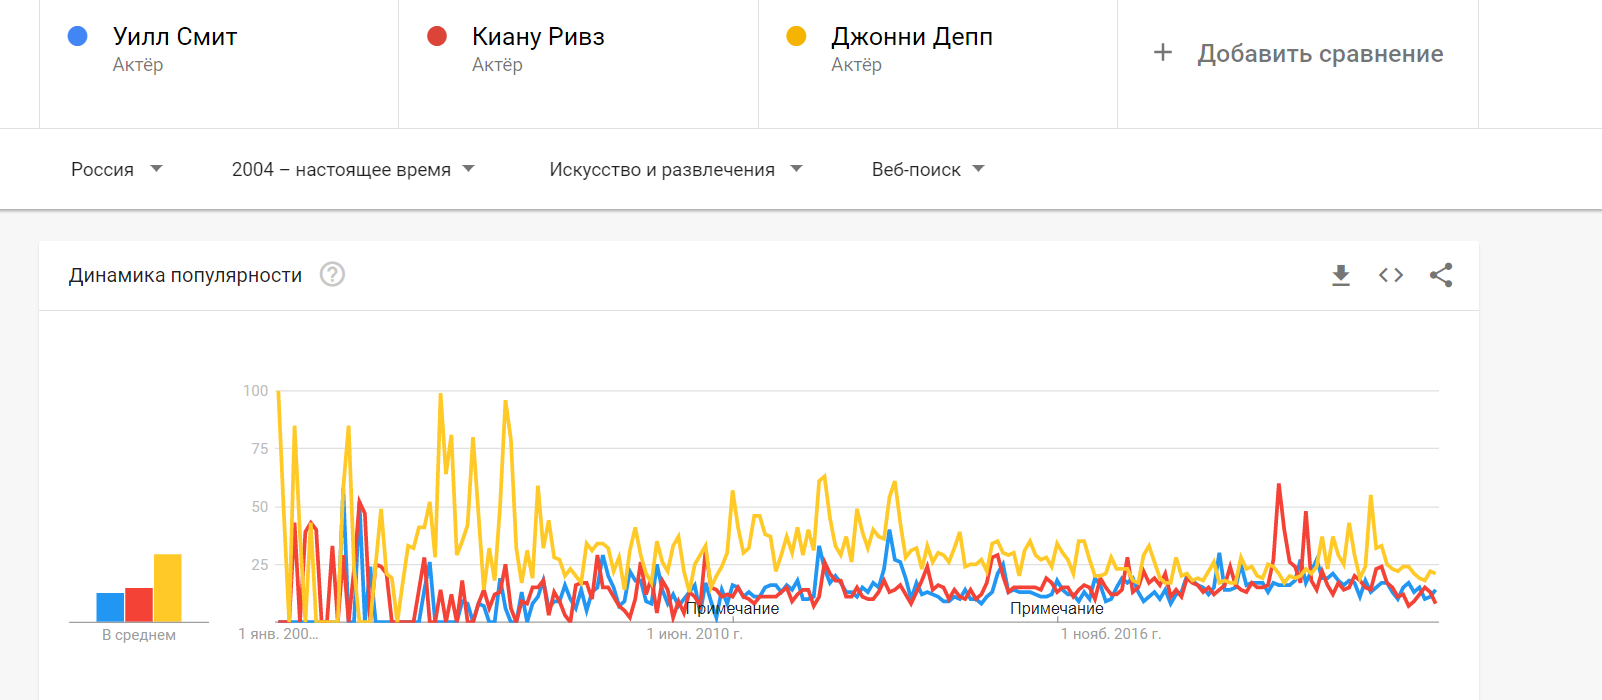 Уилл Смит
Актёр
Киану Ривз
Актёр
Джонни Депп
Актёр
+ Добавить сравнение
Россия
2004 – настоящее время
Искусство и развлечения
Веб-поиск
Динамика популярности
?
100
75
50
25
В среднем
Примечание
Примечание
1 янв. 200…
1 июн. 2010 г.
1 нояб. 2016 г.